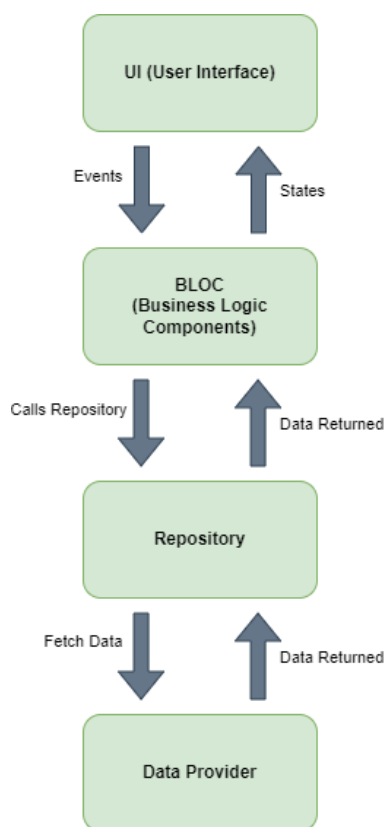 UI (User Interface)
Events
States
BLOC
(Business Logic
Components)
Calls Repository
Data Returned
Repository
Fetch Data
Data Returned
Data Provider